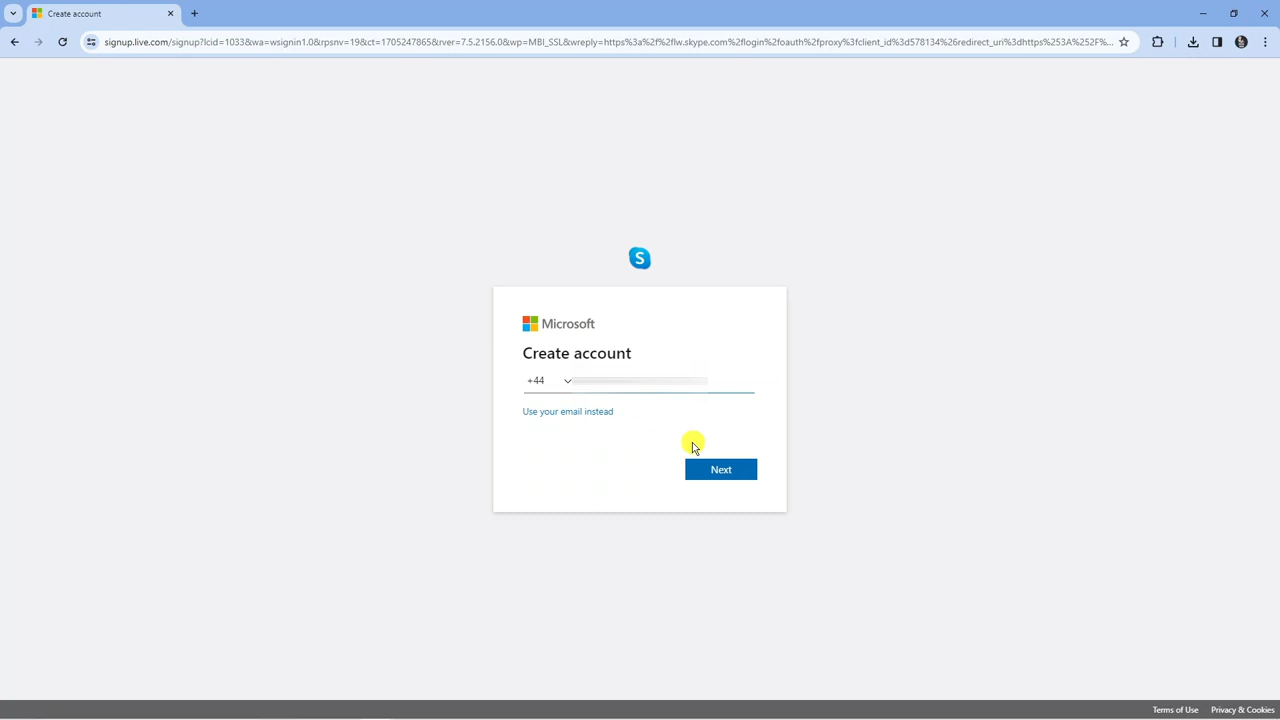 Create account
signup.live.com/signup?lcid=1033&wa=wsignin1.0&rpsnv=19&ct=1705247865&rver=7.5.2156.0&wp=MBI_SSL&wreply=https%3a%2f%2flw.skype.com%2flogin%2foauth%2fproxy%3fclient_id%3d578134%26redirect_uri%3dhttps%253A%252F%...
S
Microsoft
Create account
+44
Use your email instead
Next
Terms of Use Privacy & Cookies